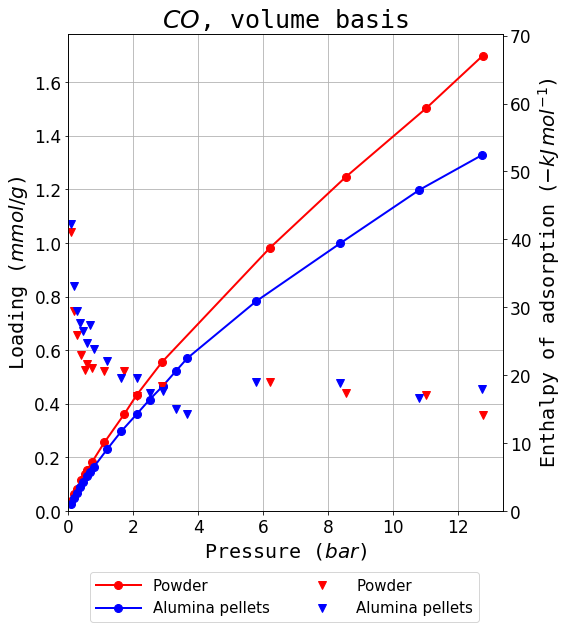 CO, volume basis
Loading (mmol/g)
1.6
1.4
1.2
1.0
0.8
0.6
0.4
0.2
0.0
0 2 4 6 8 10 12
Pressure (bar)
70
60
50
40
30
20
10
0
Enthalpy of adsorption (−kJ mol⁻¹)
Powder Powder
Alumina pellets Alumina pellets